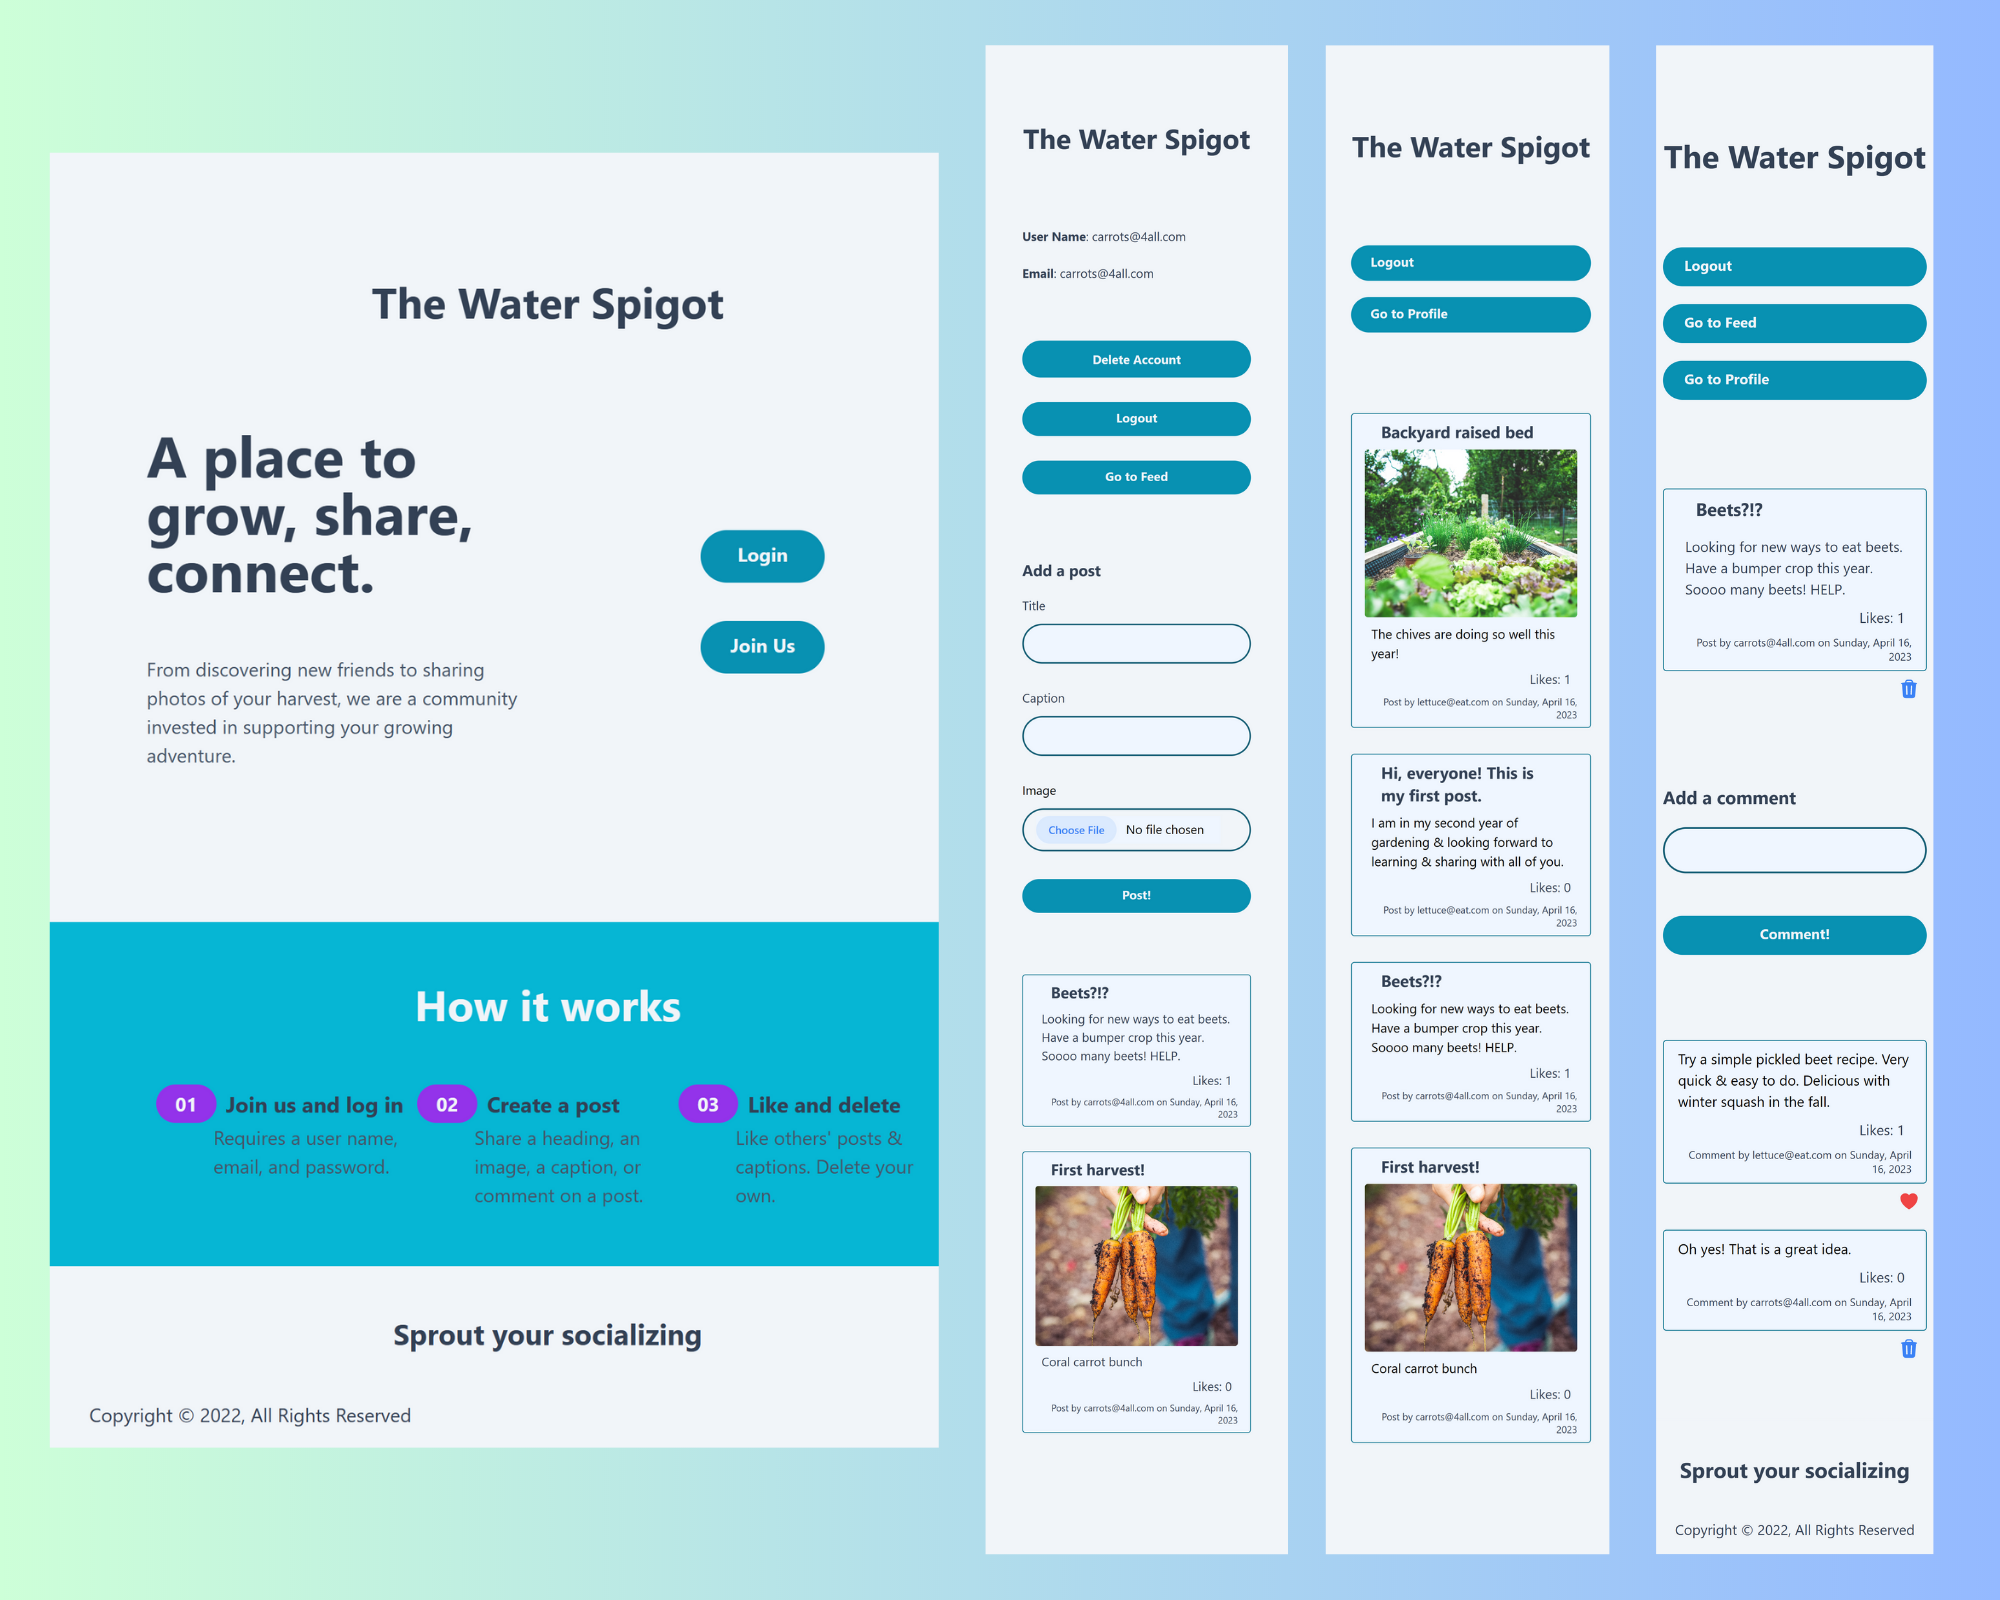 The Water Spigot
A place to
grow, share,
connect.
From discovering new friends to sharing
photos of your harvest, we are a community
invested in supporting your growing
adventure.
Login
Join Us
How it works
01 Join us and log in
Requires a user name,
email, and password.
02 Create a post
Share a heading, an
image, a caption, or
comment on a post.
03 Like and delete
Like others' posts &
captions. Delete your
own.
Sprout your socializing
Copyright © 2022, All Rights Reserved
The Water Spigot
User Name: carrots@4all.com
Email: carrots@4all.com
Delete Account
Logout
Go to Feed
Add a post
Title
Caption
Image
Choose File No file chosen
Post!
Beets?!?
Looking for new ways to eat beets.
Have a bumper crop this year.
Soooo many beets! HELP.
Likes: 1
Post by carrots@4all.com on Sunday, April 16,
2023
First harvest!
Coral carrot bunch
Likes: 0
Post by carrots@4all.com on Sunday, April 16,
2023
The Water Spigot
Logout
Go to Profile
Backyard raised bed
The chives are doing so well this
year!
Likes: 1
Post by lettuce@eat.com on Sunday, April 16,
2023
Hi, everyone! This is
my first post.
I am in my second year of
gardening & looking forward to
learning & sharing with all of you.
Likes: 0
Post by lettuce@eat.com on Sunday, April 16,
2023
Beets?!?
Looking for new ways to eat beets.
Have a bumper crop this year.
Soooo many beets! HELP.
Likes: 1
Post by carrots@4all.com on Sunday, April 16,
2023
First harvest!
Coral carrot bunch
Likes: 0
Post by carrots@4all.com on Sunday, April 16,
2023
The Water Spigot
Logout
Go to Feed
Go to Profile
Beets?!?
Looking for new ways to eat beets.
Have a bumper crop this year.
Soooo many beets! HELP.
Likes: 1
Post by carrots@4all.com on Sunday, April 16,
2023
Add a comment
Comment!
Try a simple pickled beet recipe. Very
quick & easy to do. Delicious with
winter squash in the fall.
Likes: 1
Comment by lettuce@eat.com on Sunday, April
16, 2023
Oh yes! That is a great idea.
Likes: 0
Comment by carrots@4all.com on Sunday, April
16, 2023
Sprout your socializing
Copyright © 2022, All Rights Reserved